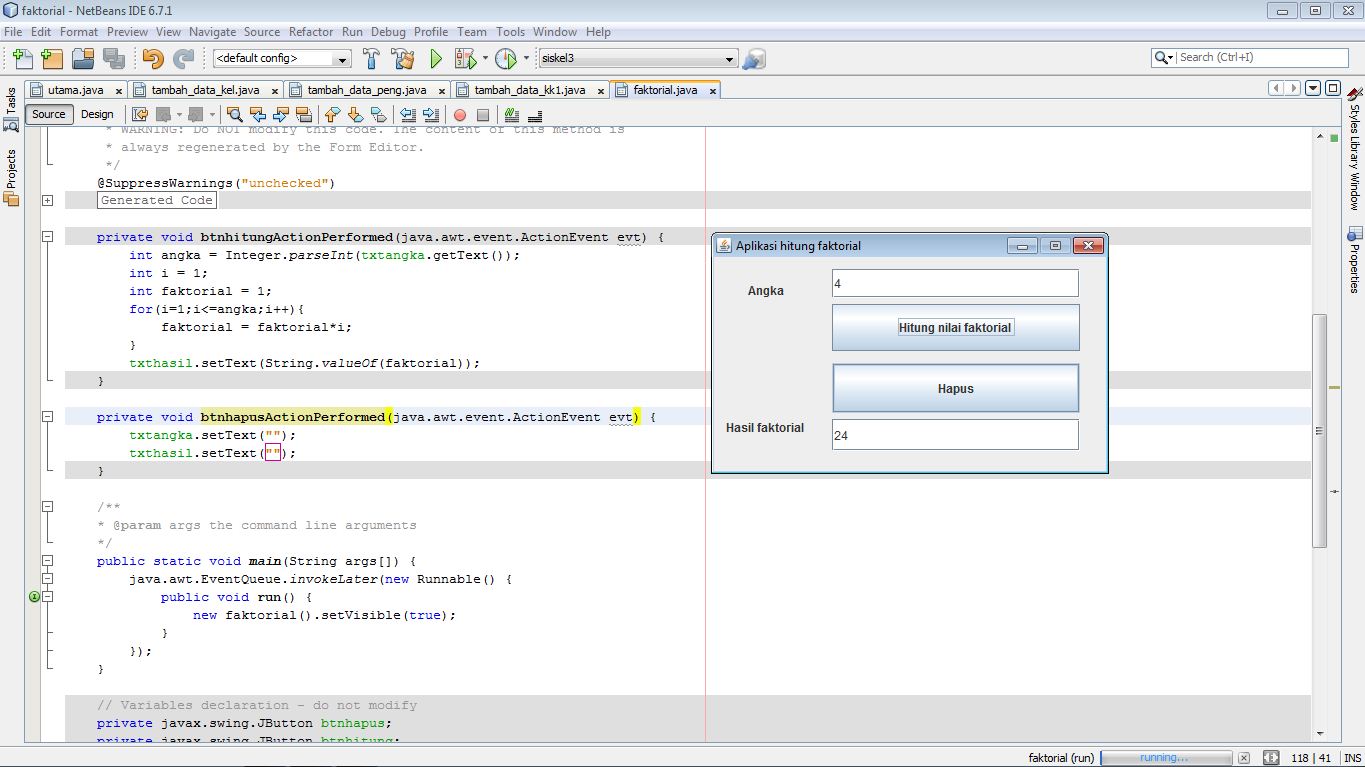 faktorial - NetBeans IDE 6.7.1
File Edit Format Preview View Navigate Source Refactor Run Debug Profile Team Tools Window Help
<default config> siskel3 Search (Ctrl+I)
utama.java x tambah_data_kel.java x tambah_data_peng.java x tambah_data_kk1.java x faktorial.java x
Source Design
Tasks
Projects
Styles Library Window
Properties
* WARNING: Do NOT modify this code. The content of this method is
* always regenerated by the Form Editor.
*/
@SuppressWarnings("unchecked")
Generated Code
private void btnhitungActionPerformed(java.awt.event.ActionEvent evt) {
int angka = Integer.parseInt(txtangka.getText());
int i = 1;
int faktorial = 1;
for(i=1;i<=angka;i++){
faktorial = faktorial*i;
}
txthasil.setText(String.valueOf(faktorial));
}
private void btnhapusActionPerformed(java.awt.event.ActionEvent evt) {
txtangka.setText("");
txthasil.setText("");
}
/**
* @param args the command line arguments
*/
public static void main(String args[]) {
java.awt.EventQueue.invokeLater(new Runnable() {
public void run() {
new faktorial().setVisible(true);
}
});
}
// Variables declaration - do not modify
private javax.swing.JButton btnhapus;
private javax.swing.JButton btnhitung;
Aplikasi hitung faktorial
Angka 4
Hitung nilai faktorial
Hapus
Hasil faktorial 24
faktorial (run) running... 118 | 41 INS